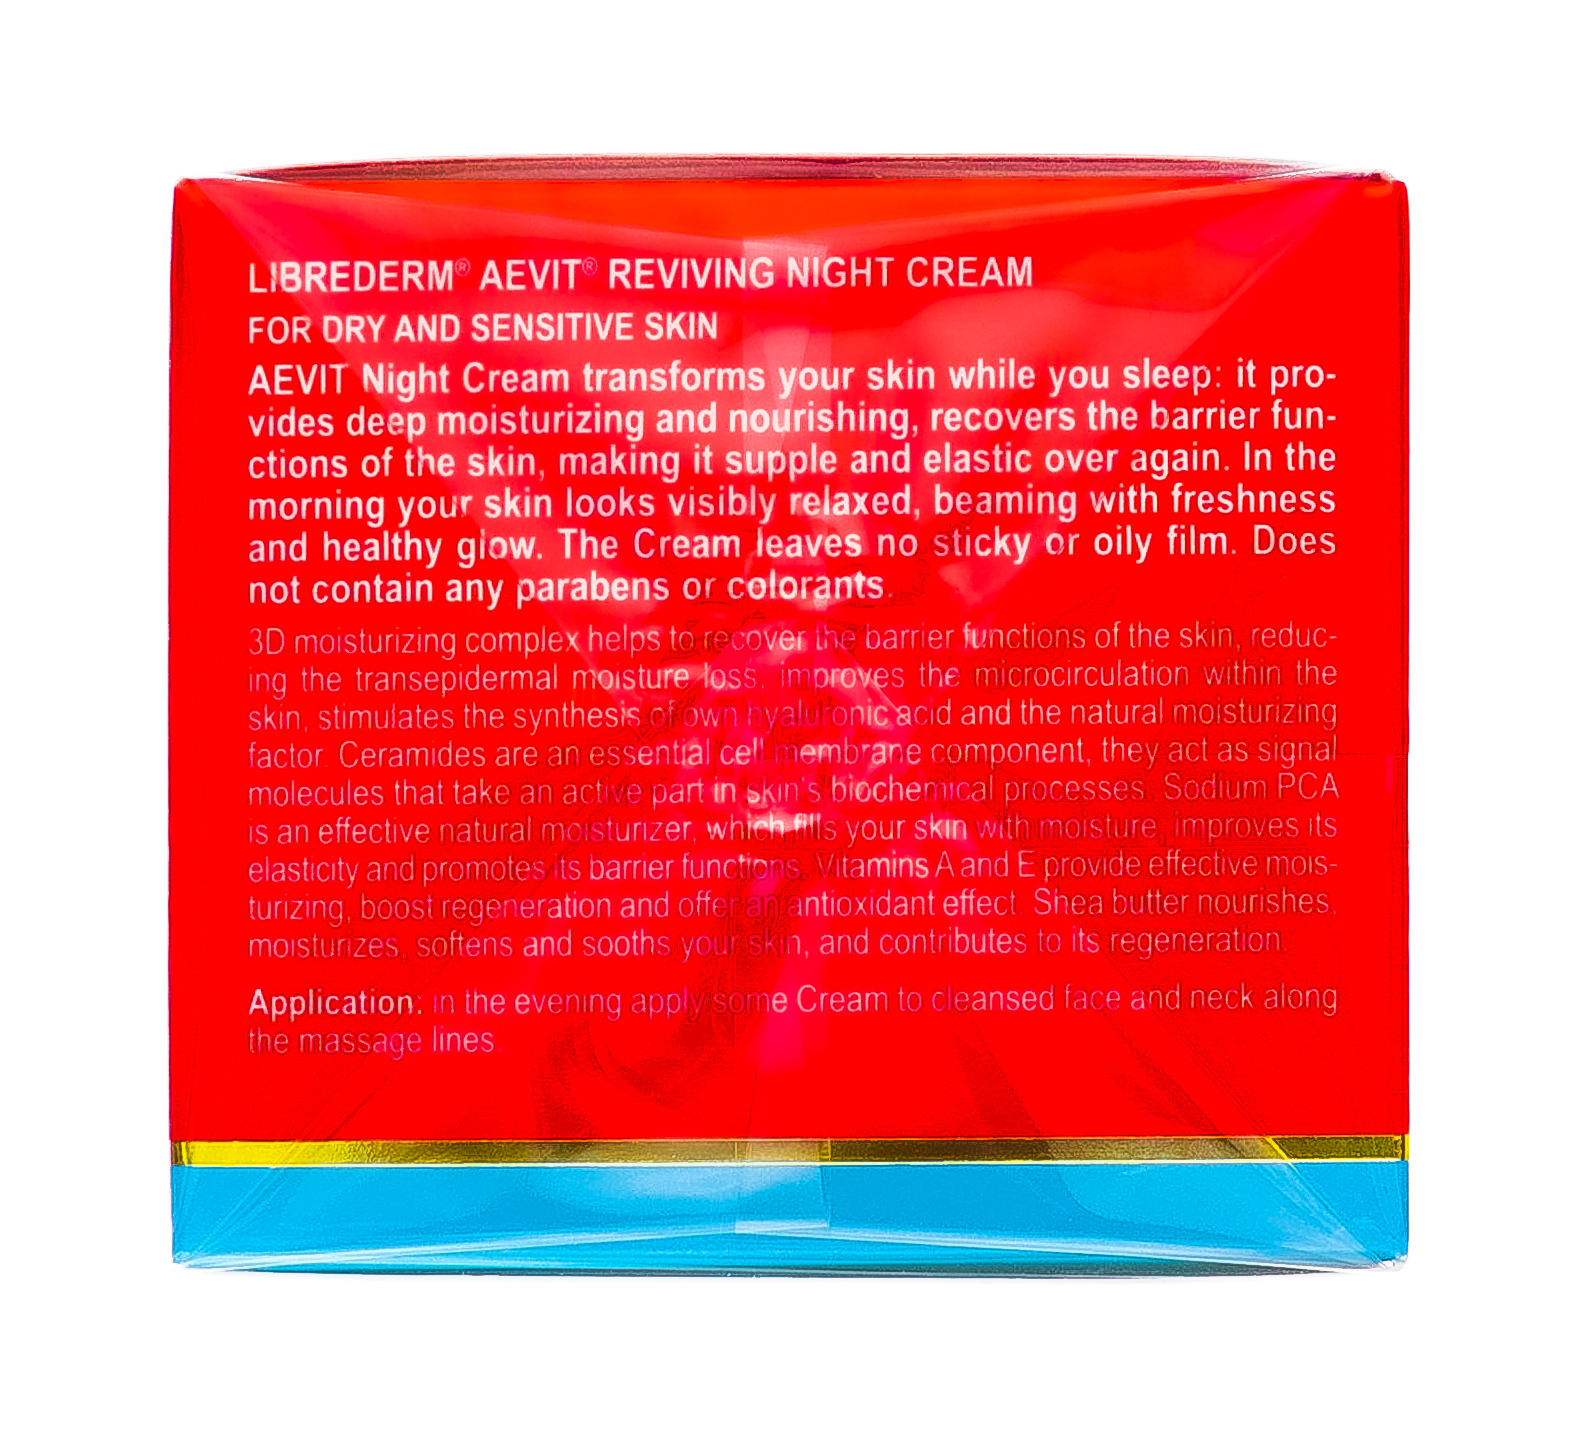 LIBREDERM® AEVIT® REVIVING NIGHT CREAM
FOR DRY AND SENSITIVE SKIN
AEVIT Night Cream transforms your skin while you sleep: it pro-
vides deep moisturizing and nourishing, recovers the barrier fun-
ctions of the skin, making it supple and elastic over again. In the
morning your skin looks visibly relaxed, beaming with freshness
and healthy glow. The Cream leaves no sticky or oily film. Does
not contain any parabens or colorants.
3D moisturizing complex helps to recover the barrier functions of the skin, reduc-
ing the transepidermal moisture loss, improves the microcirculation within the
skin, stimulates the synthesis of own hyaluronic acid and the natural moisturizing
factor. Ceramides are an essential cell membrane component, they act as signal
molecules that take an active part in skin's biochemical processes. Sodium PCA
is an effective natural moisturizer, which fills your skin with moisture, improves its
elasticity and promotes its barrier functions. Vitamins A and E provide effective mois-
turizing, boost regeneration and offer an antioxidant effect. Shea butter nourishes,
moisturizes, softens and sooths your skin, and contributes to its regeneration.
Application: in the evening apply some Cream to cleansed face and neck along
the massage lines.